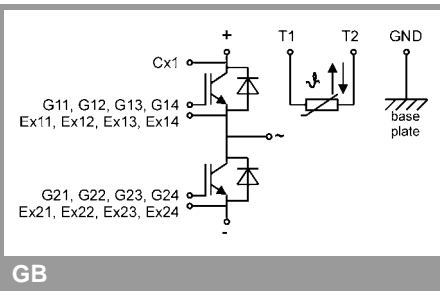 + T1 T2 GND
Cx1
ϑ
G11, G12, G13, G14
Ex11, Ex12, Ex13, Ex14
base
plate
~
G21, G22, G23, G24
Ex21, Ex22, Ex23, Ex24
-
GB